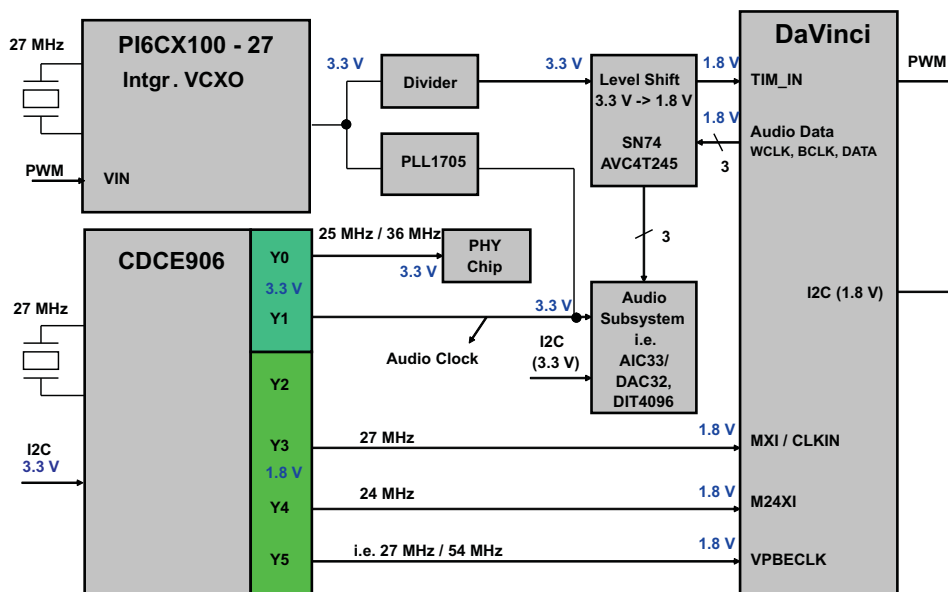 27 MHz
PI6CX100 - 27
Intgr. VCXO
PWM
VIN
3.3 V
Divider
PLL1705
3.3 V
Level Shift
3.3 V -> 1.8 V
SN74
AVC4T245
1.8 V
1.8 V
3
3
DaVinci
TIM_IN
Audio Data
WCLK, BCLK, DATA
PWM
I2C (1.8 V)
CDCE906
27 MHz
I2C
3.3 V
Y0
3.3 V
Y1
Y2
Y3
1.8 V
Y4
Y5
25 MHz / 36 MHz
3.3 V
PHY
Chip
3.3 V
Audio Clock
I2C
(3.3 V)
Audio
Subsystem
i.e.
AIC33/
DAC32,
DIT4096
27 MHz
1.8 V
MXI / CLKIN
24 MHz
1.8 V
M24XI
i.e. 27 MHz / 54 MHz
1.8 V
VPBECLK